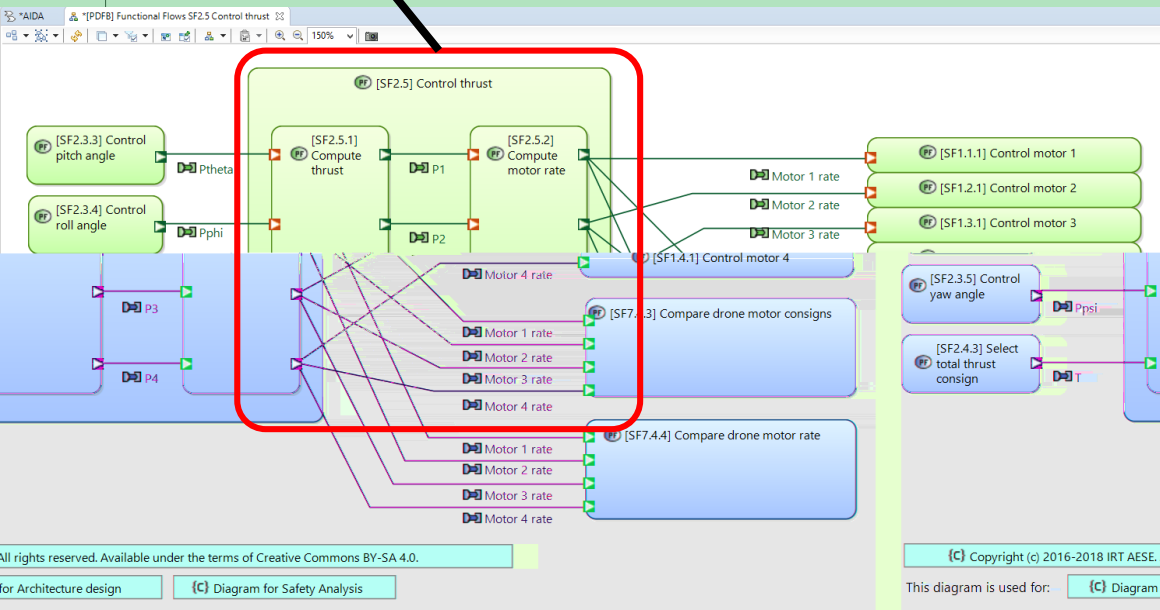 *AIDA
*[PDFB] Functional Flows SF2.5 Control thrust
150%
[SF2.5] Control thrust
[SF2.3.3] Control
pitch angle
Ptheta
[SF2.5.1]
Compute
thrust
P1
[SF2.5.2]
Compute
motor rate
Motor 1 rate
[SF1.1.1] Control motor 1
Motor 2 rate
[SF1.2.1] Control motor 2
[SF2.3.4] Control
roll angle
Pphi
P2
Motor 3 rate
[SF1.3.1] Control motor 3
Motor 4 rate
[SF1.4.1] Control motor 4
[SF2.3.5] Control
yaw angle
Ppsi
P3
[SF7. .3] Compare drone motor consigns
Motor 1 rate
Motor 2 rate
Motor 3 rate
Motor 4 rate
[SF2.4.3] Select
total thrust
consign
T
P4
[SF7.4.4] Compare drone motor rate
Motor 1 rate
Motor 2 rate
Motor 3 rate
Motor 4 rate
All rights reserved. Available under the terms of Creative Commons BY-SA 4.0.
{C} Copyright (c) 2016-2018 IRT AESE.
for Architecture design
{C} Diagram for Safety Analysis
This diagram is used for:
{C} Diagram